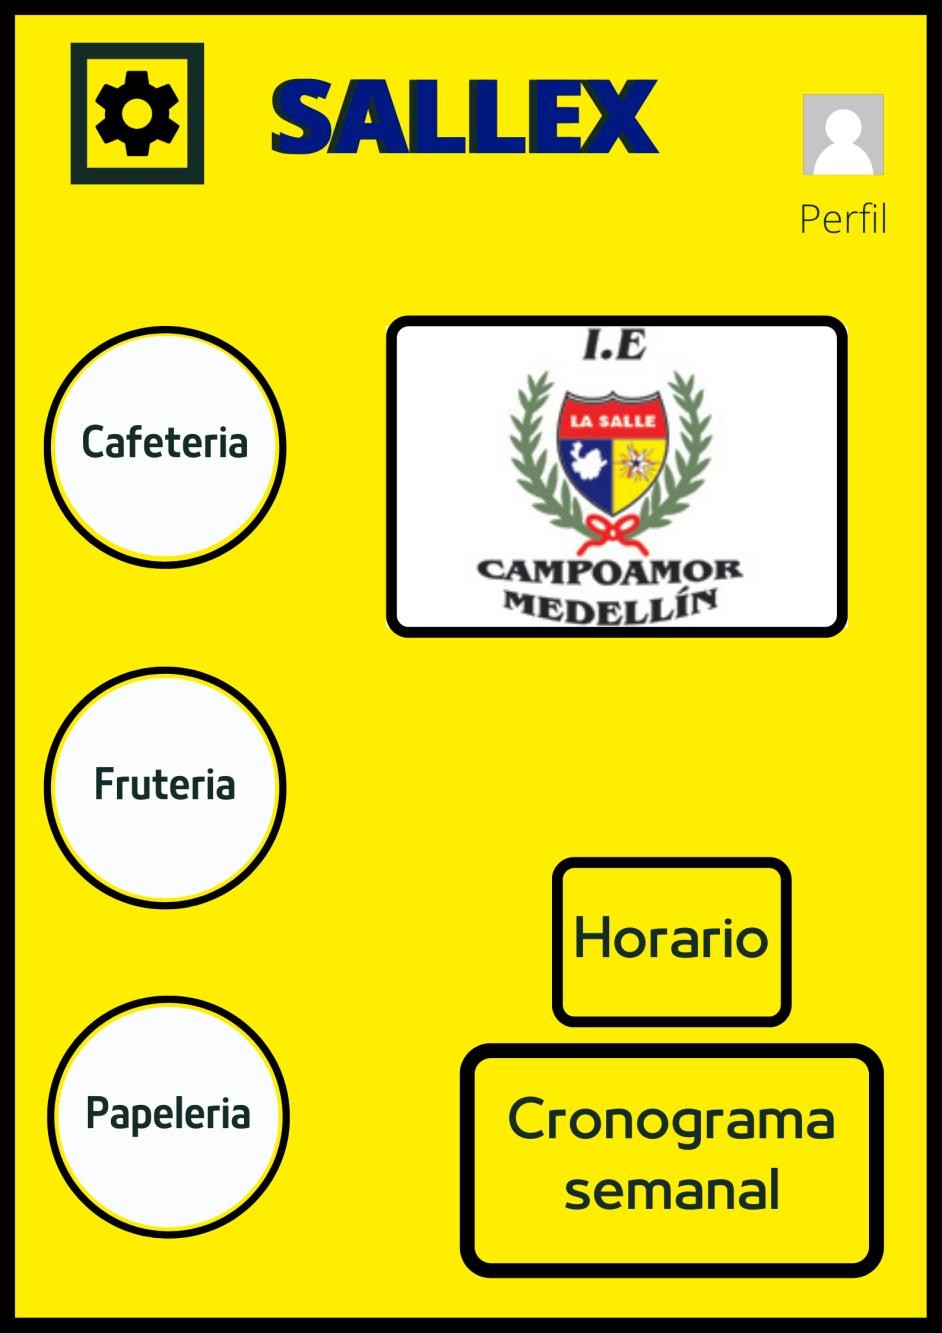 SALLEX
Perfil
I.E
LA SALLE
CAMPOAMOR
MEDELLÍN
Cafeteria
Fruteria
Horario
Papeleria
Cronograma
semanal